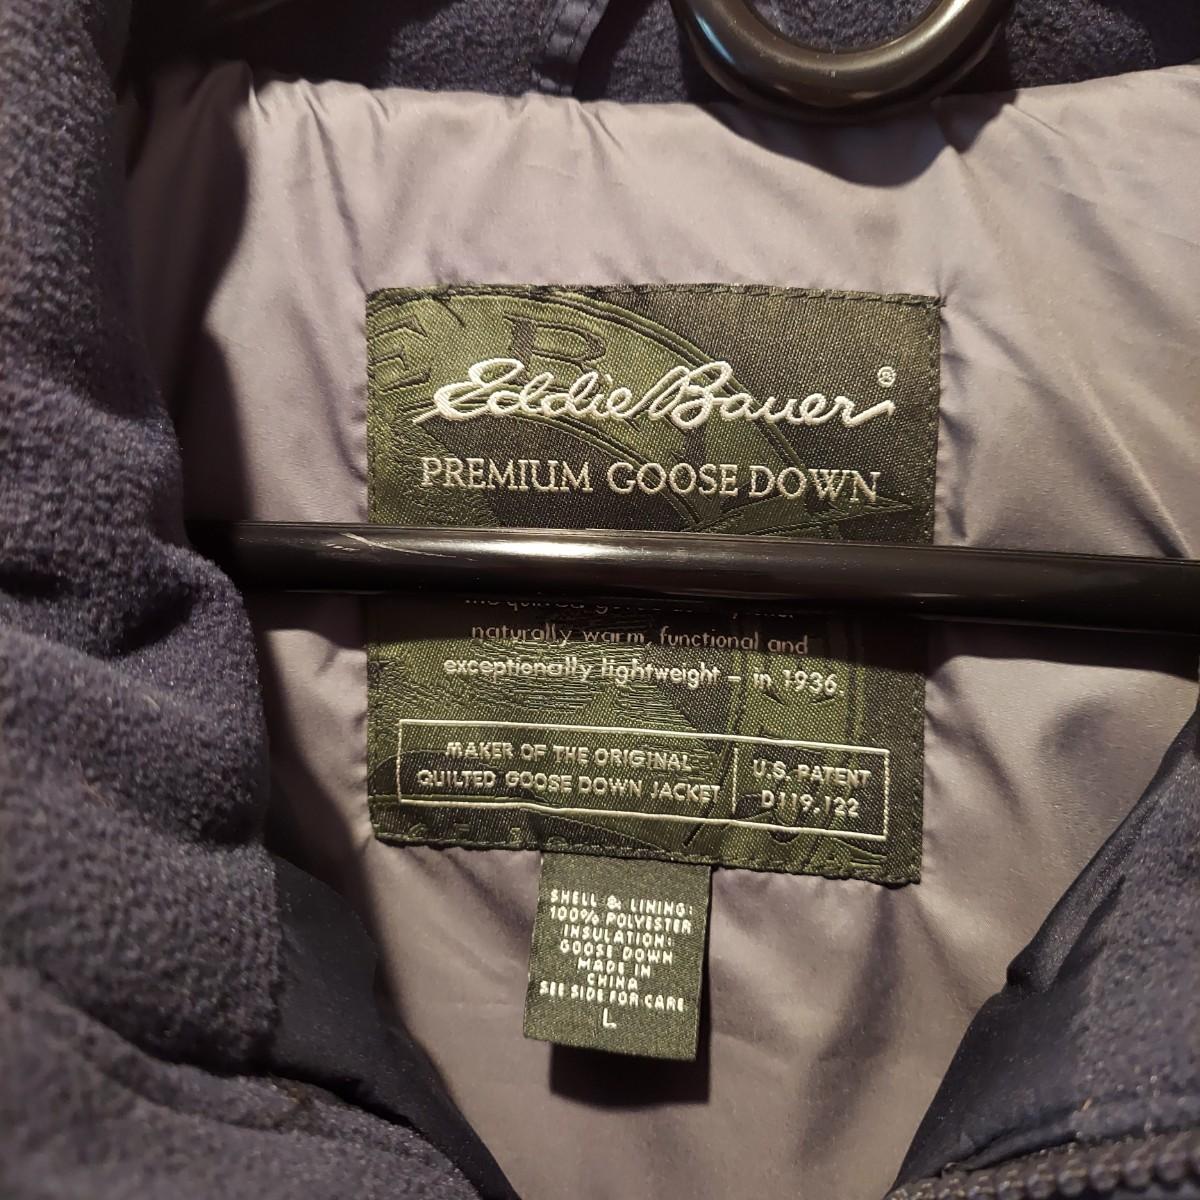 Eddie Bauer®
PREMIUM GOOSE DOWN
naturally warm, functional and
exceptionally lightweight – in 1936.
MAKER OF THE ORIGINAL
QUILTED GOOSE DOWN JACKET
U.S. PATENT
D119,122
SHELL & LINING:
100% POLYESTER
INSULATION:
GOOSE DOWN
MADE IN
CHINA
SEE SIDE FOR CARE
L